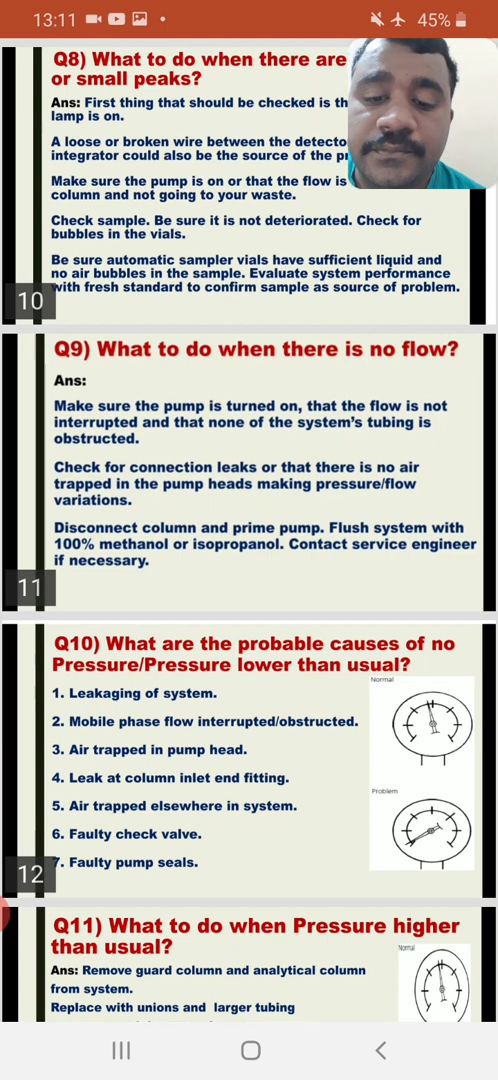 13:11
45%
Q8) What to do when there are
or small peaks?
Ans: First thing that should be checked is th
lamp is on.
A loose or broken wire between the detecto
integrator could also be the source of the
Make sure the pump is on or that the flow is
column and not going to your waste.
Check sample. Be sure it is not deteriorated. Check for
bubbles in the vials.
Be sure automatic sampler vials have sufficient liquid and
no air bubbles in the sample. Evaluate system performance
with fresh standard to confirm sample as source of problem.
10
Q9) What to do when there is no flow?
Ans:
Make sure the pump is turned on, that the flow is not
interrupted and that none of the system's tubing is
obstructed.
Check for connection leaks or that there is no air
trapped in the pump heads making pressure/flow
variations.
Disconnect column and prime pump. Flush system with
100% methanol or isopropanol. Contact service engineer
if necessary.
11
Q10) What are the probable causes of no
Pressure/Pressure lower than usual?
Normal
1. Leakaging of system.
2. Mobile phase flow interrupted/obstructed.
3. Air trapped in pump head.
4. Leak at column inlet end fitting.
Problem
5. Air trapped elsewhere in system.
6. Faulty check valve.
7. Faulty pump seals.
12
Q11) What to do when Pressure higher
than usual?
Normal
Ans: Remove guard column and analytical column
from system.
Replace with unions and larger tubing